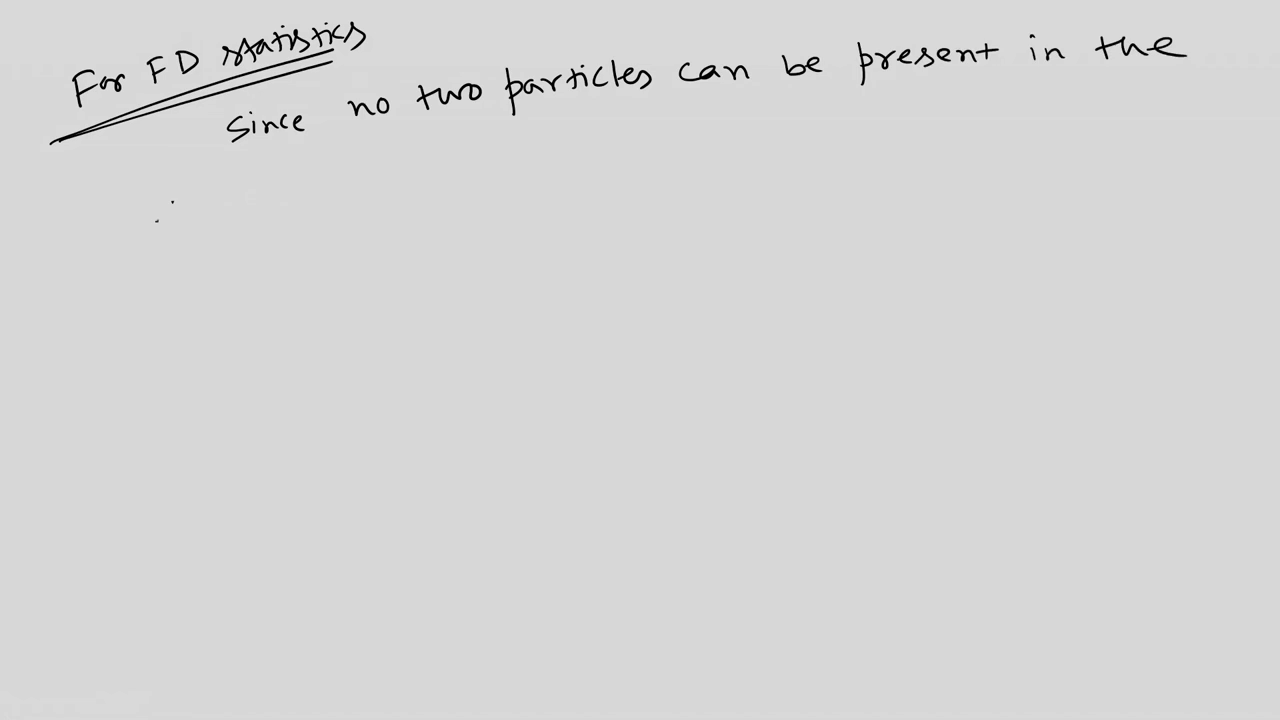 For FD statistics
Since no two particles can be present in the